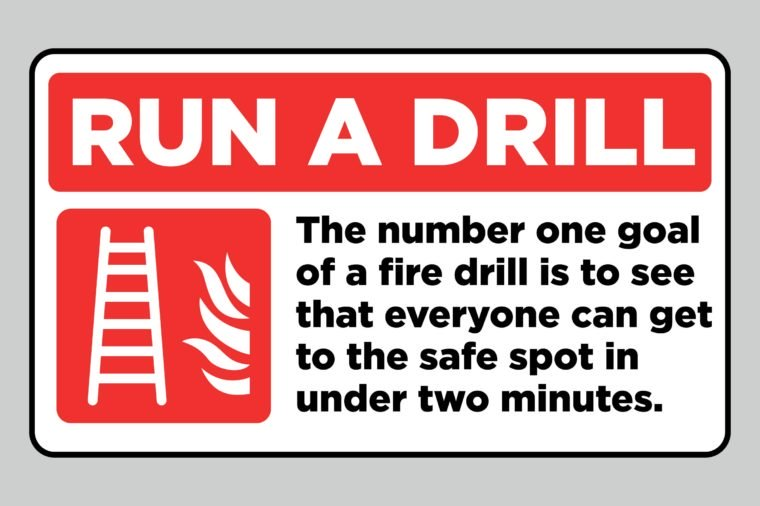 RUN A DRILL
The number one goal
of a fire drill is to see
that everyone can get
to the safe spot in
under two minutes.